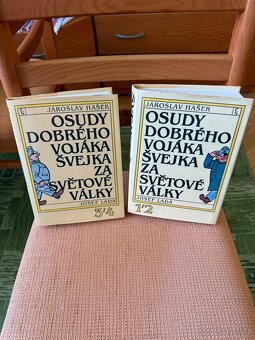 JAROSLAV HAŠEK
OSUDY
DOBRÉHO
VOJÁKA
ŠVEJKA
ZA
SVĚTOVÉ
VÁLKY
JOSEF LADA
3/4
JAROSLAV HAŠEK
OSUDY
DOBRÉHO
VOJÁKA
ŠVEJKA
ZA
SVĚTOVÉ
VÁLKY
JOSEF LADA
1/2